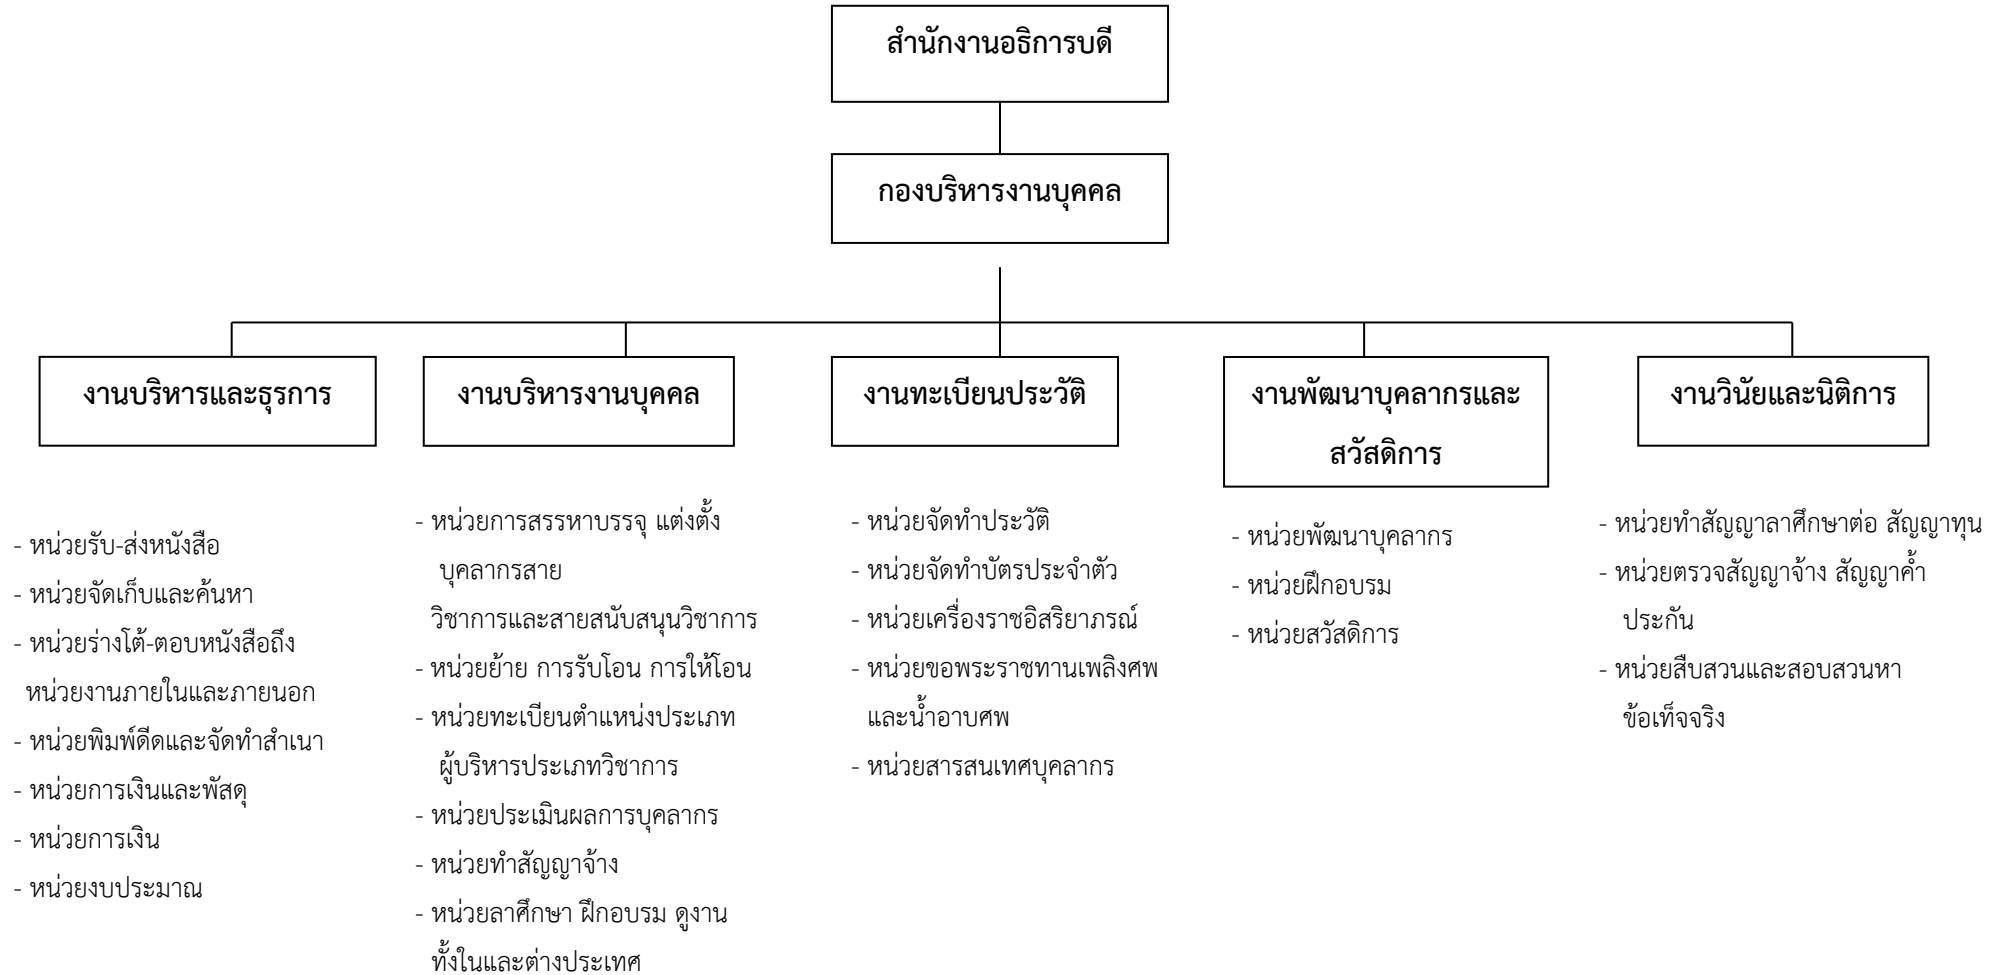 สำนักงานอธิการบดี
กองบริหารงานบุคคล
งานบริหารและธุรการ
- หน่วยรับ-ส่งหนังสือ
- หน่วยจัดเก็บและค้นหา
- หน่วยร่างโต้-ตอบหนังสือถึง
หน่วยงานภายในและภายนอก
- หน่วยพิมพ์ดีดและจัดทำสำเนา
- หน่วยการเงินและพัสดุ
- หน่วยการเงิน
- หน่วยงบประมาณ
งานบริหารงานบุคคล
- หน่วยการสรรหาบรรจุ แต่งตั้ง
บุคลากรสาย
วิชาการและสายสนับสนุนวิชาการ
- หน่วยย้าย การรับโอน การให้โอน
- หน่วยทะเบียนตำแหน่งประเภท
ผู้บริหารประเภทวิชาการ
- หน่วยประเมินผลการบุคลากร
- หน่วยทำสัญญาจ้าง
- หน่วยลาศึกษา ฝึกอบรม ดูงาน
ทั้งในและต่างประเทศ
งานทะเบียนประวัติ
- หน่วยจัดทำประวัติ
- หน่วยจัดทำบัตรประจำตัว
- หน่วยเครื่องราชอิสริยาภรณ์
- หน่วยขอพระราชทานเพลิงศพ
และน้ำอาบศพ
- หน่วยสารสนเทศบุคลากร
งานพัฒนาบุคลากรและ
สวัสดิการ
- หน่วยพัฒนาบุคลากร
- หน่วยฝึกอบรม
- หน่วยสวัสดิการ
งานวินัยและนิติการ
- หน่วยทำสัญญาลาศึกษาต่อ สัญญาทุน
- หน่วยตรวจสัญญาจ้าง สัญญาค้ำ
ประกัน
- หน่วยสืบสวนและสอบสวนหา
ข้อเท็จจริง